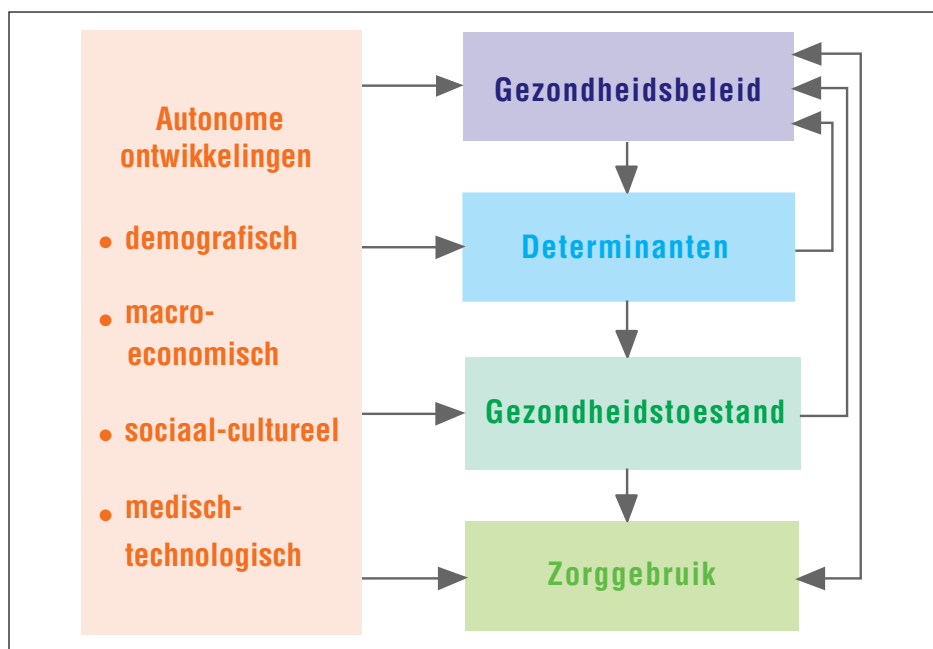 Autonome
ontwikkelingen
• demografisch
• macro-
economisch
• sociaal-cultureel
• medisch-
technologisch
Gezondheidsbeleid
Determinanten
Gezondheidstoestand
Zorggebruik